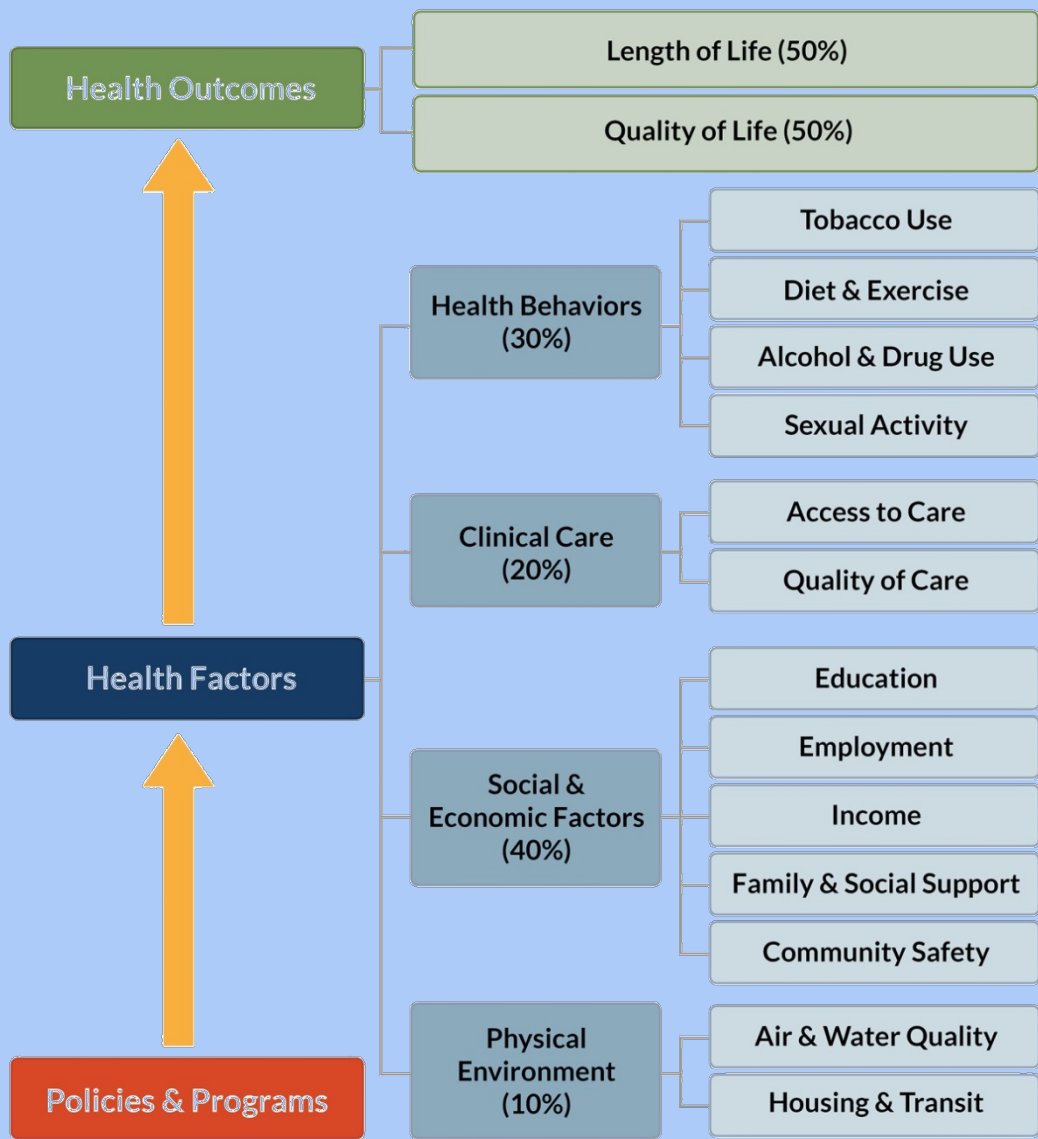 Health Outcomes
Length of Life (50%)
Quality of Life (50%)
Health Factors
Health Behaviors
(30%)
Tobacco Use
Diet & Exercise
Alcohol & Drug Use
Sexual Activity
Clinical Care
(20%)
Access to Care
Quality of Care
Social &
Economic Factors
(40%)
Education
Employment
Income
Family & Social Support
Community Safety
Physical
Environment
(10%)
Air & Water Quality
Housing & Transit
Policies & Programs